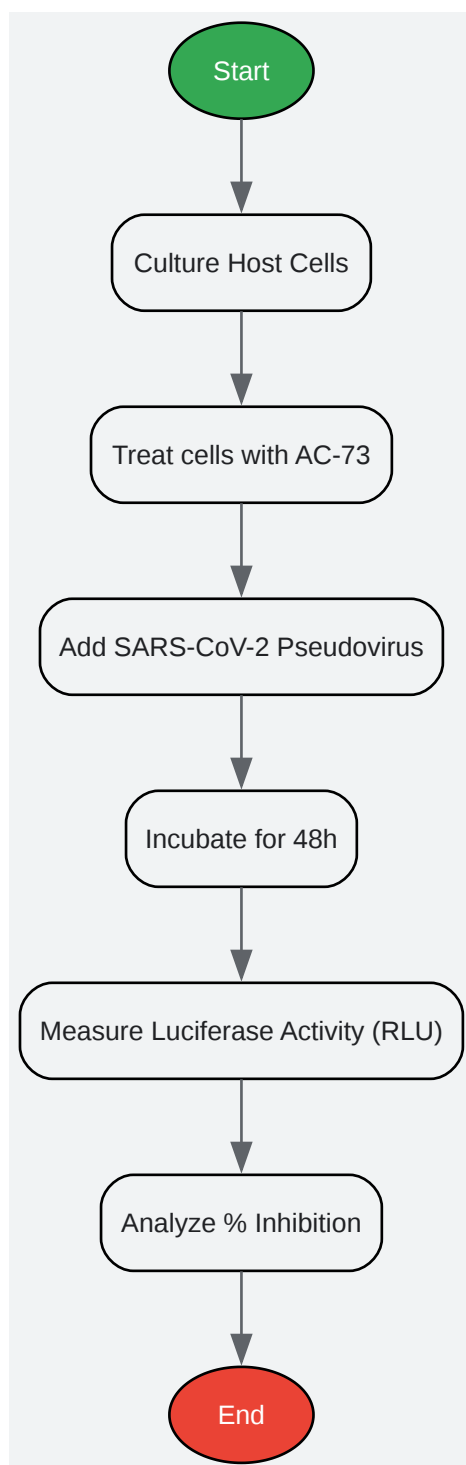 Start
Culture Host Cells
Treat cells with AC-73
Add SARS-CoV-2 Pseudovirus
Incubate for 48h
Measure Luciferase Activity (RLU)
Analyze % Inhibition
End